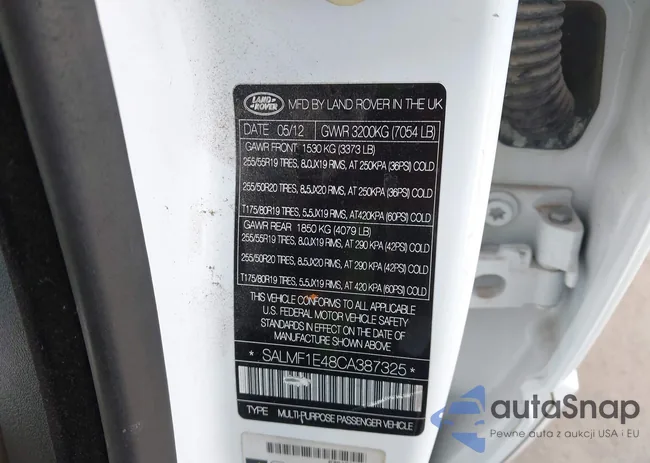 LAND ROVER
MFD BY LAND ROVER IN THE UK
DATE 05/12 GVWR 3200KG (7054 LB)
GAWR FRONT 1530 KG (3373 LB)
255/55R19 TIRES, 8.0JX19 RIMS, AT 250KPA (36PSI) COLD
255/50R20 TIRES, 8.5JX20 RIMS, AT 250KPA (36PSI) COLD
T175/80R19 TIRES, 5.5JX19 RIMS, AT 420KPA (60PSI) COLD
GAWR REAR 1850 KG (4079 LB)
255/55R19 TIRES, 8.0JX19 RIMS, AT 290 KPA (42PSI) COLD
255/50R20 TIRES, 8.5JX20 RIMS, AT 290 KPA (42PSI) COLD
T175/80R19 TIRES, 5.5JX19 RIMS, AT 420 KPA (60PSI) COLD
THIS VEHICLE CONFORMS TO ALL APPLICABLE
U.S. FEDERAL MOTOR VEHICLE SAFETY
STANDARDS IN EFFECT ON THE DATE OF
MANUFACTURE SHOWN ABOVE
* SALMF1E48CA387325 *
TYPE MULTI-PURPOSE PASSENGER VEHICLE
autaSnap
Pewne auta z aukcji USA i EU